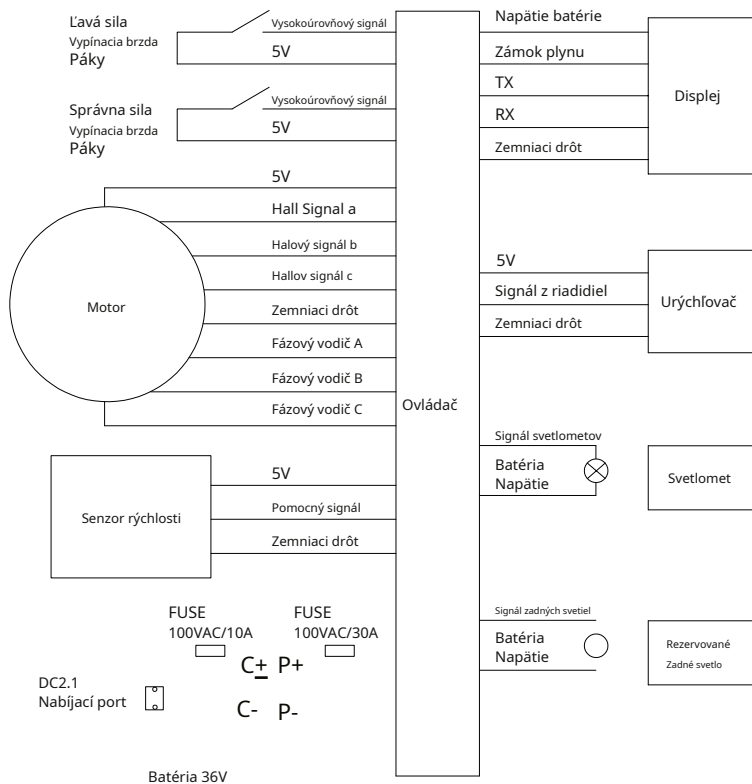 Ľavá sila
Vypínacia brzda
Páky
Vysokoúrovňový signál
5V
Správna sila
Vypínacia brzda
Páky
Vysokoúrovňový signál
5V
5V
Hall Signal a
Halový signál b
Hallov signál c
Zemniaci drôt
Fázový vodič A
Fázový vodič B
Fázový vodič C
Motor
Senzor rýchlosti
5V
Pomocný signál
Zemniaci drôt
FUSE
100VAC/10A
FUSE
100VAC/30A
C+ P+
C- P-
DC2.1
Nabíjací port
Batéria 36V
Ovládač
Napätie batérie
Zámok plynu
TX
RX
Zemniaci drôt
Displej
5V
Signál z riadidiel
Zemniaci drôt
Urýchľovač
Signál svetlometov
Batéria
Napätie
Svetlomet
Signál zadných svetiel
Batéria
Napätie
Rezervované
Zadné svetlo